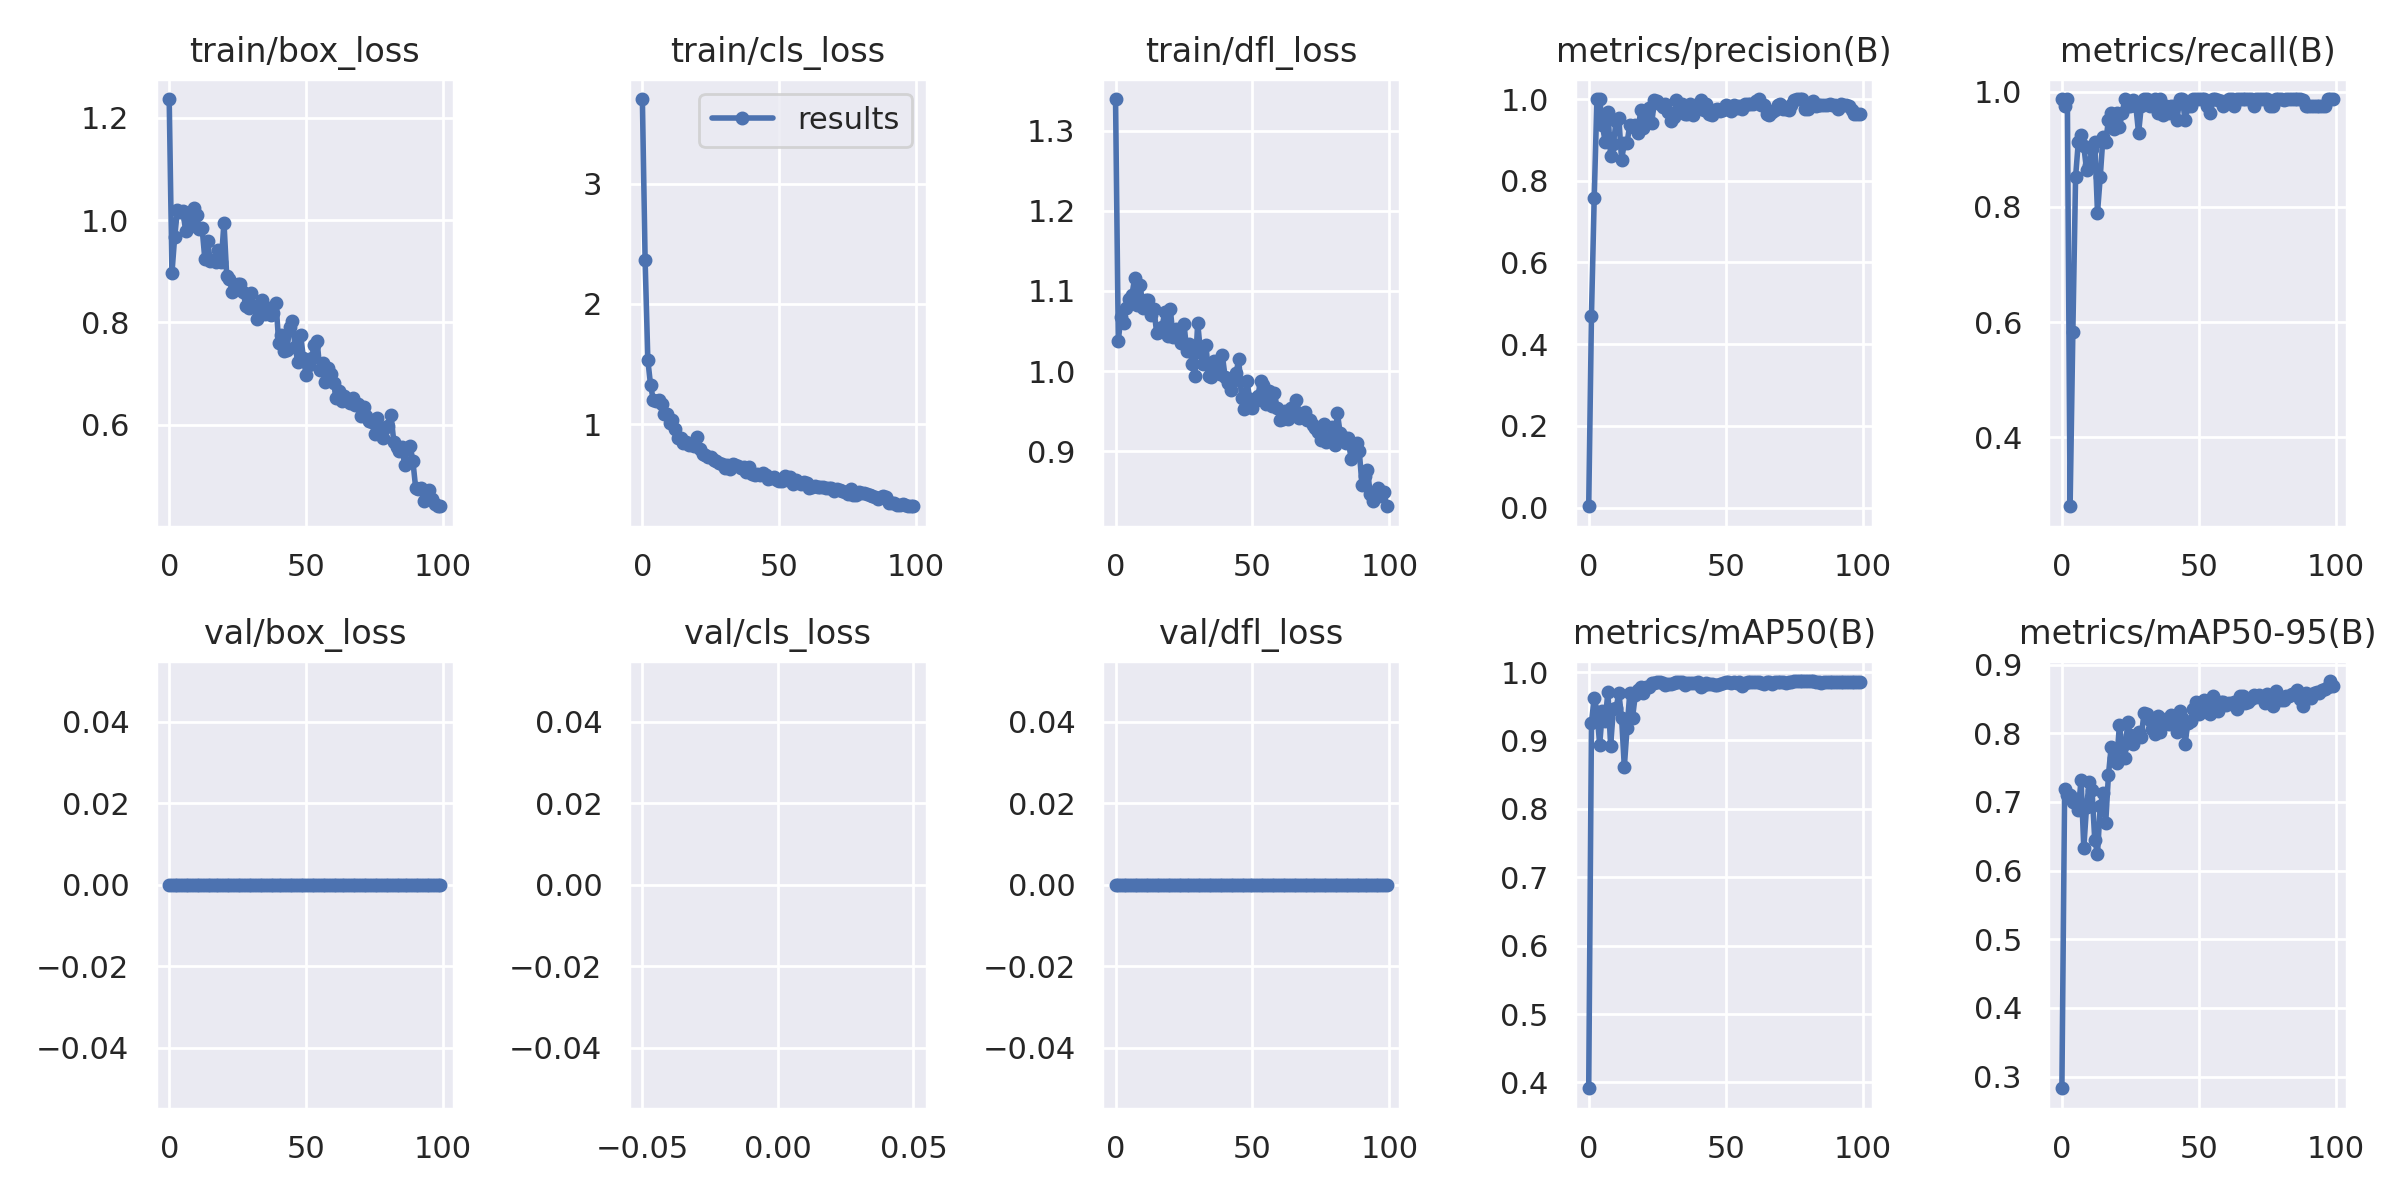 train/box_loss
1.2
1.0
0.8
0.6
0 50 100
train/cls_loss
results
3
2
1
0 50 100
train/dfl_loss
1.3
1.2
1.1
1.0
0.9
0 50 100
metrics/precision(B)
1.0
0.8
0.6
0.4
0.2
0.0
0 50 100
metrics/recall(B)
1.0
0.8
0.6
0.4
0 50 100
val/box_loss
0.04
0.02
0.00
−0.02
−0.04
0 50 100
val/cls_loss
0.04
0.02
0.00
−0.02
−0.04
−0.05 0.00 0.05
val/dfl_loss
0.04
0.02
0.00
−0.02
−0.04
0 50 100
metrics/mAP50(B)
1.0
0.9
0.8
0.7
0.6
0.5
0.4
0 50 100
metrics/mAP50-95(B)
0.9
0.8
0.7
0.6
0.5
0.4
0.3
0 50 100